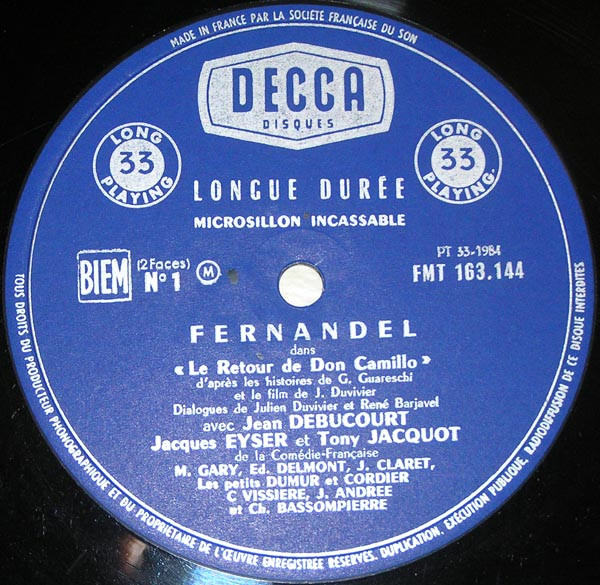 MADE IN FRANCE PAR LA SOCIÉTÉ FRANÇAISE DU SON
DECCA
DISQUES
LONG
33
PLAYING
LONG
33
PLAYING.
LONGUE DURÉE
MICROSILLON INCASSABLE
BIEM
(2 Faces)
N° 1
M
PT 33-1984
FMT 163.144
FERNANDEL
dans
« Le Retour de Don Camillo »
d'après les histoires de G. Guareschi
et le film de J. Duvivier
Dialogues de Julien Duvivier et René Barjavel
avec Jean DEBUCOURT
Jacques EYSER et Tony JACQUOT
de la Comédie-Française
M. GARY, Ed. DELMONT, J. CLARET,
Les petits DUMUR et CORDIER
C VISSIERE, J. ANDREE
et Ch. BASSOMPIERRE
TOUS DROITS DU PRODUCTEUR PHONOGRAPHIQUE ET DU PROPRIÉTAIRE DE L'ŒUVRE ENREGISTRÉE RÉSERVÉS. DUPLICATION, EXÉCUTION PUBLIQUE, RADIODIFFUSION DE CE DISQUE INTERDITES